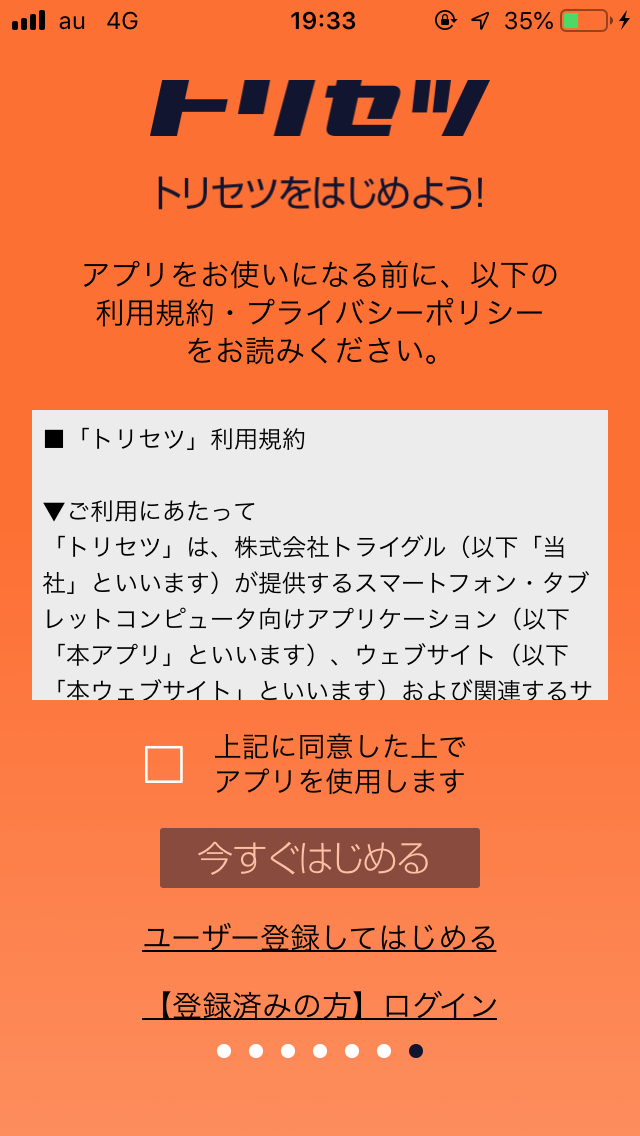 au 4G 19:33 35%
トリセツ
トリセツをはじめよう!
アプリをお使いになる前に、以下の
利用規約・プライバシーポリシー
をお読みください。
■「トリセツ」利用規約
▼ご利用にあたって
「トリセツ」は、株式会社トライグル（以下「当
社」といいます）が提供するスマートフォン・タブ
レットコンピュータ向けアプリケーション（以下
「本アプリ」といいます）、ウェブサイト（以下
「本ウェブサイト」といいます）および関連するサ
上記に同意した上で
アプリを使用します
今すぐはじめる
ユーザー登録してはじめる
【登録済みの方】ログイン